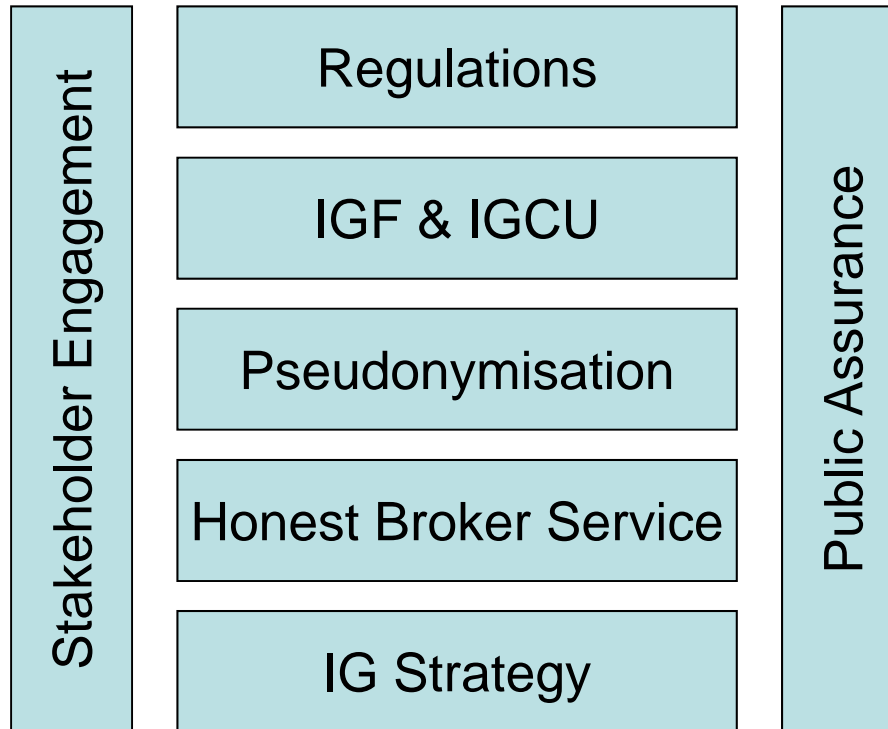 Stakeholder Engagement
Regulations
IGF & IGCU
Pseudonymisation
Honest Broker Service
IG Strategy
Public Assurance